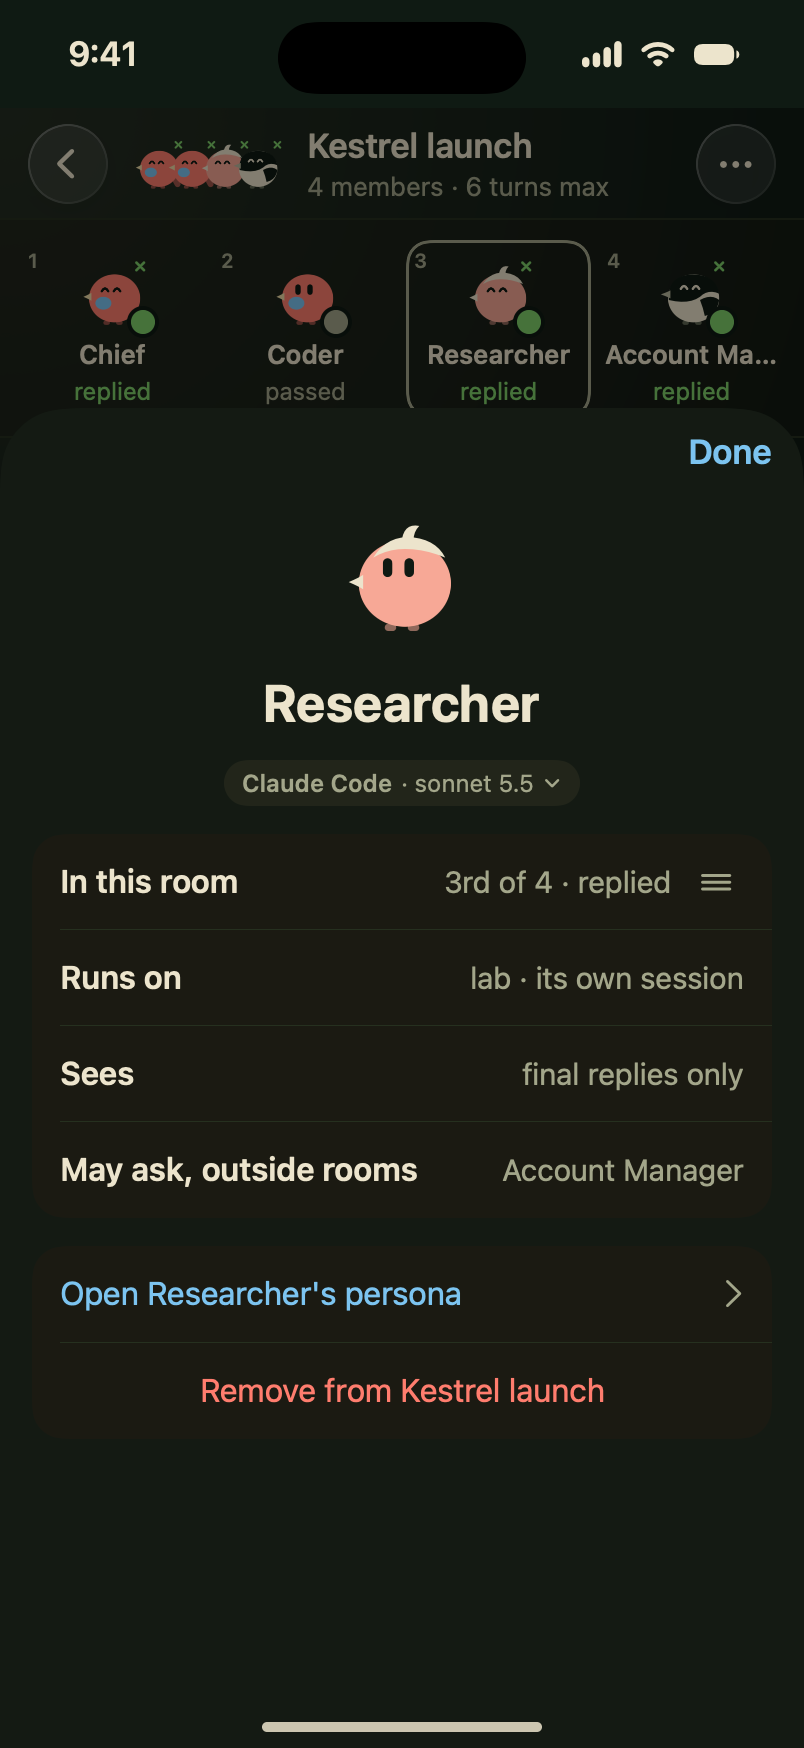 9:41
Kestrel launch
4 members · 6 turns max
1
Chief
replied
2
Coder
passed
3
Researcher
replied
4
Account Ma...
replied
Done
Researcher
Claude Code · sonnet 5.5
In this room
3rd of 4 · replied
Runs on
lab · its own session
Sees
final replies only
May ask, outside rooms
Account Manager
Open Researcher's persona
Remove from Kestrel launch